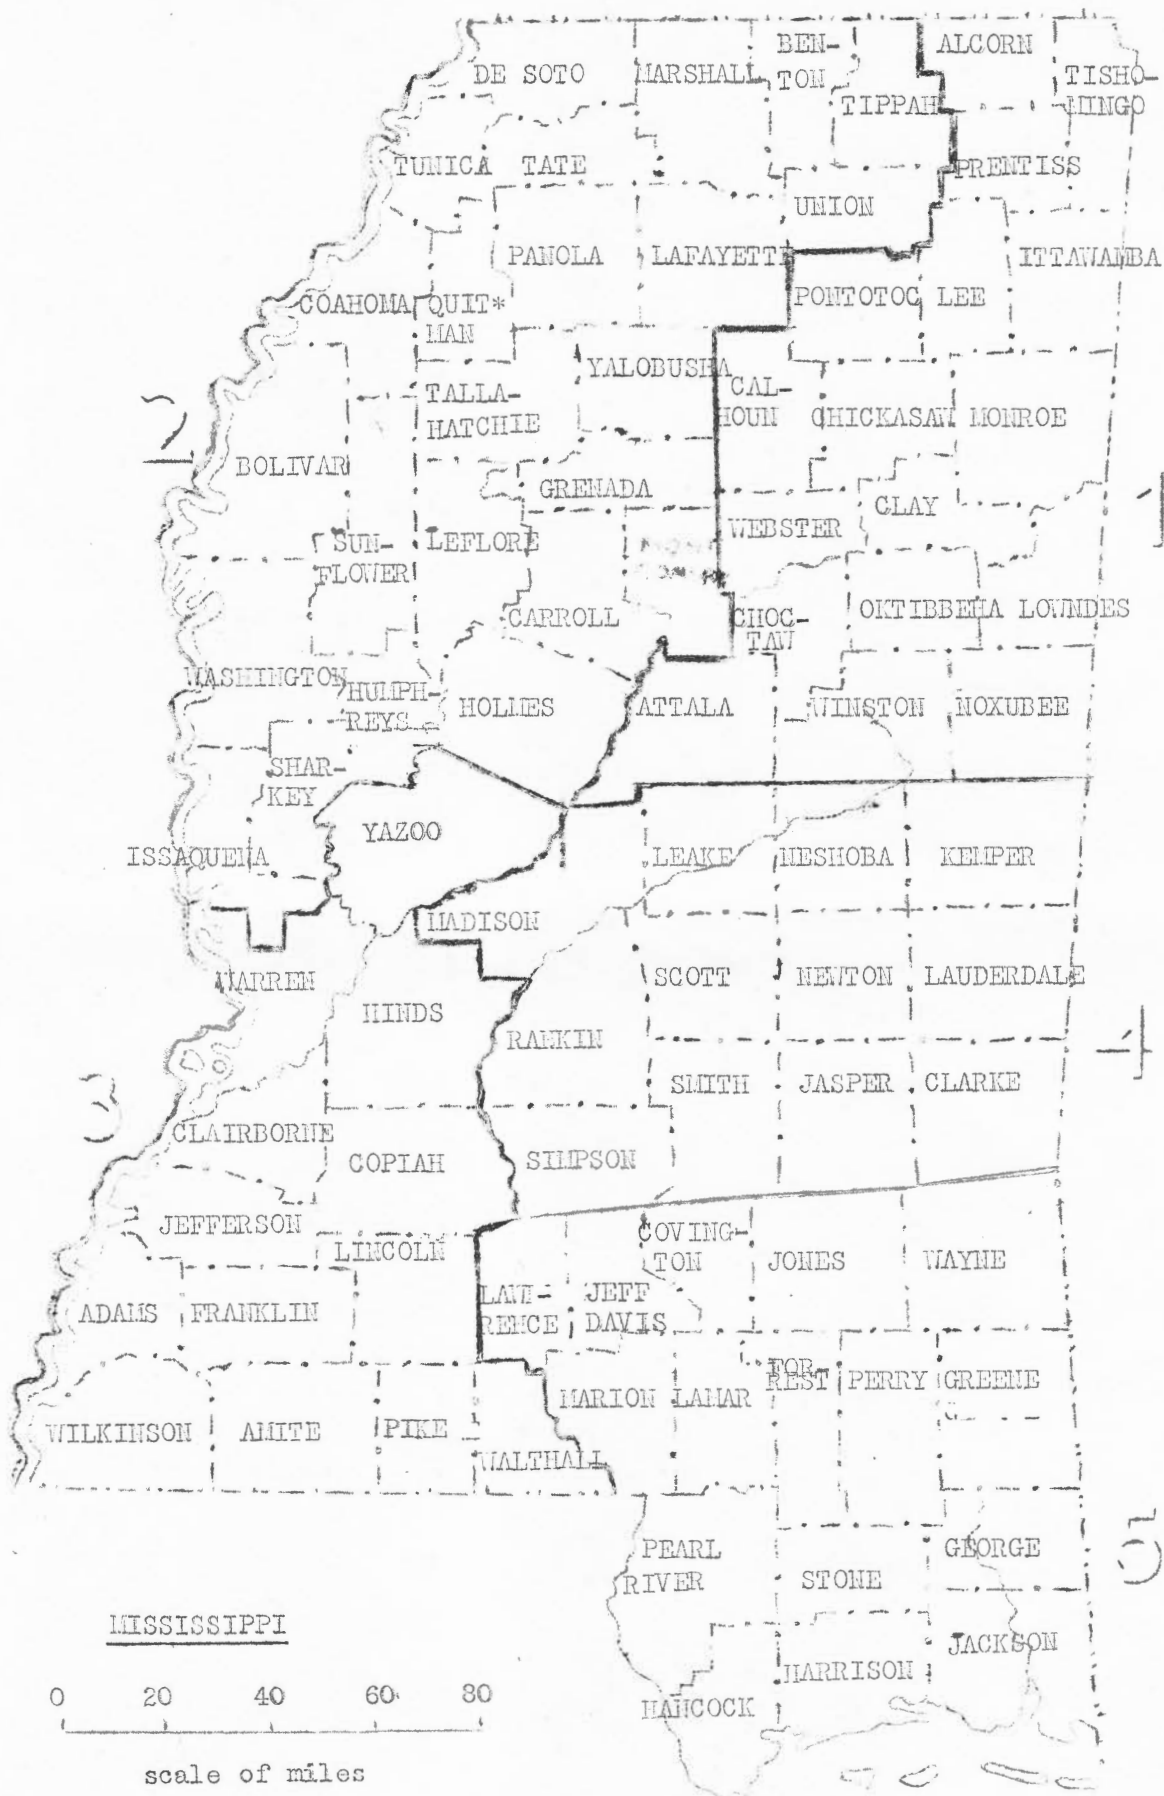 BEN-
TON
ALCORN
DE SOTO
MARSHALL
TISHO-
MINGO
TIPPAH
TUNICA
TATE
PRENTISS
UNION
PANOLA
LAFAYETTE
ITTAWAMBA
COAHOMA
QUIT*
MAN
PONTOTOC
LEE
YALOBUSHA
TALLA-
HATCHIE
CAL-
HOUN
CHICKASAW
MONROE
2
BOLIVAR
GRENADA
CLAY
1
WEBSTER
SUN-
FLOWER
LEFLORE
CARROLL
CHOC-
TAW
OKTIBBEHA
LOWNDES
WASHINGTON
HUMPH-
REYS
HOLMES
ATTALA
WINSTON
NOXUBEE
SHAR-
KEY
YAZOO
ISSAQUENA
LEAKE
NESHOBA
KEMPER
MADISON
WARREN
HINDS
SCOTT
NEWTON
LAUDERDALE
RANKIN
4
SMITH
JASPER
CLARKE
3
CLAIRBORNE
COPIAH
SIMPSON
JEFFERSON
LINCOLN
COVING-
TON
JONES
WAYNE
ADAMS
FRANKLIN
LAW-
RENCE
JEFF
DAVIS
MARION
LAMAR
FOR-
REST
PERRY
GREENE
WILKINSON
AMITE
PIKE
WALTHALL
PEARL
RIVER
STONE
GEORGE
5
MISSISSIPPI
JACKSON
HARRISON
HANCOCK
0 20 40 60 80
scale of miles